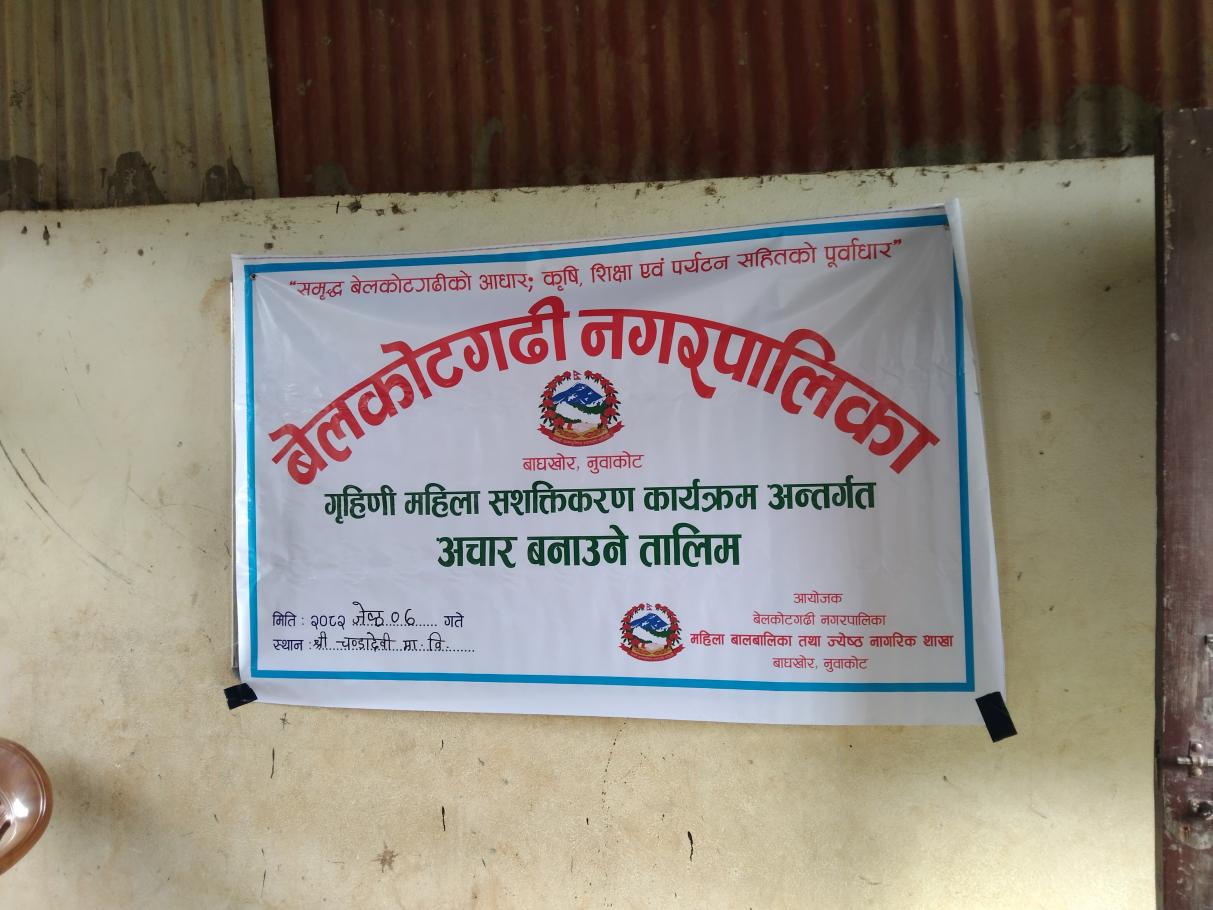 “समृद्ध बेलकोटगढीको आधार; कृषि, शिक्षा एवं पर्यटन सहितको पूर्वाधार”
बेलकोटगढी नगरपालिका
बाघखोर, नुवाकोट
गृहिणी महिला सशक्तिकरण कार्यक्रम अन्तर्गत
अचार बनाउने तालिम
मिति : २०८२ जेष्ठ ०६ गते
स्थान : श्री चण्डादेवी मा. वि.
आयोजक
बेलकोटगढी नगरपालिका
महिला बालबालिका तथा ज्येष्ठ नागरिक शाखा
बाघखोर, नुवाकोट